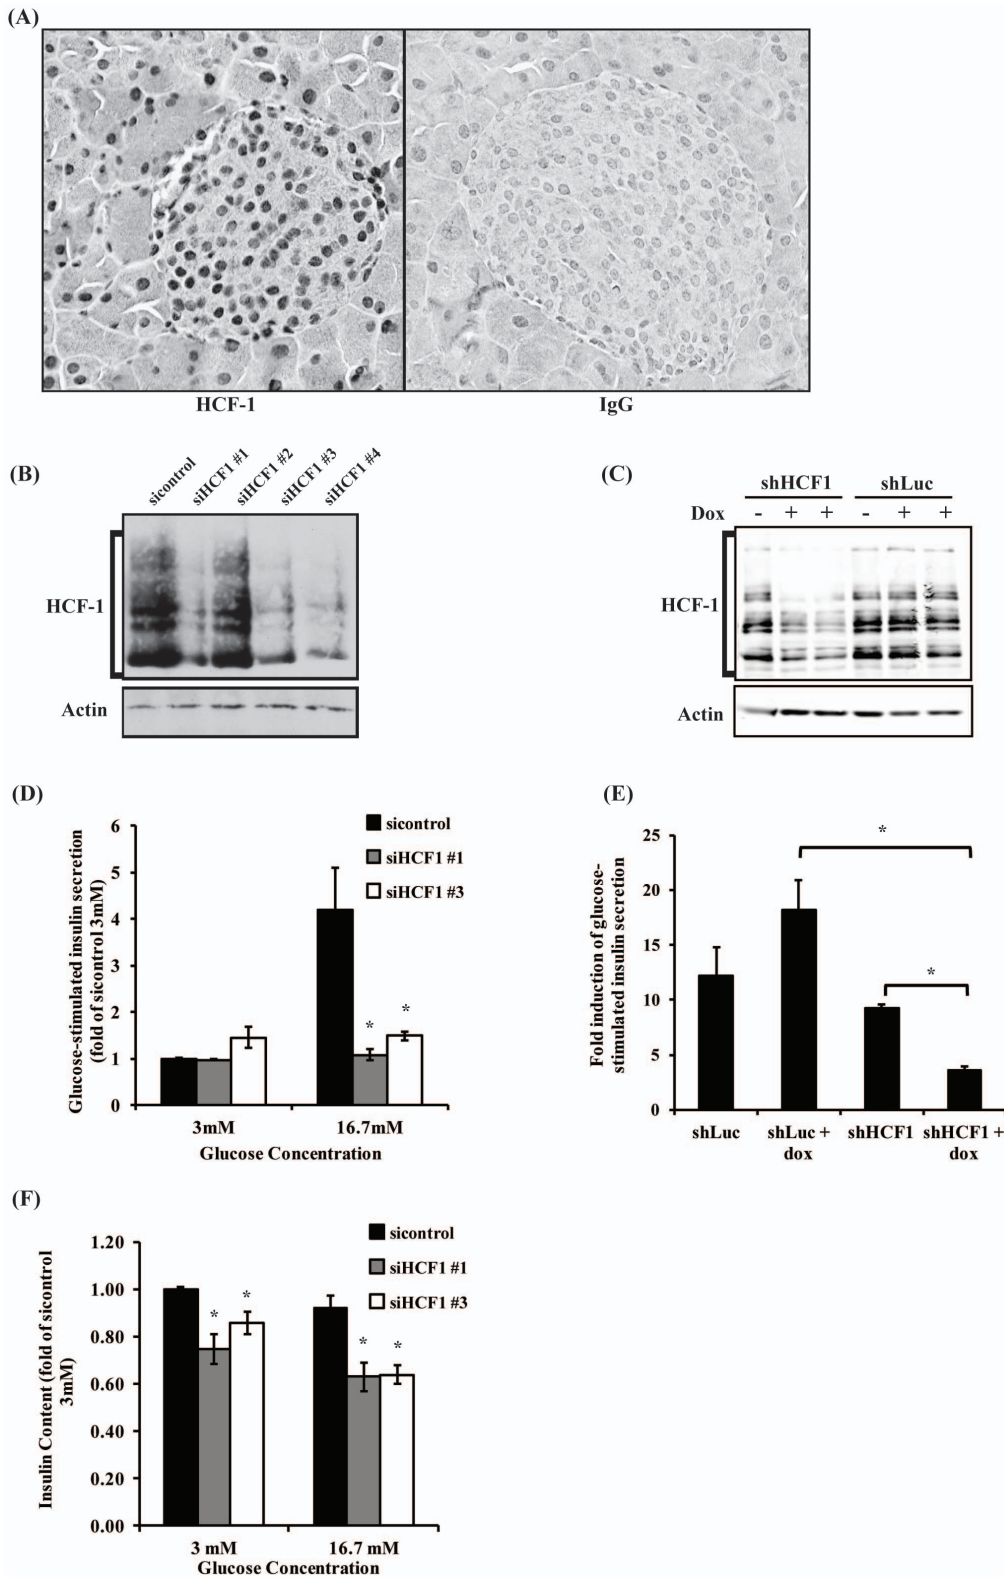 (A)
HCF-1
IgG
(B)
sicontrol
siHCF1 #1
siHCF1 #2
siHCF1 #3
siHCF1 #4
HCF-1
Actin
(C)
shHCF1 shLuc
Dox - + + - + +
HCF-1
Actin
(D)
Glucose-stimulated insulin secretion
(fold of sicontrol 3mM)
6
5
4
3
2
1
0
sicontrol
siHCF1 #1
siHCF1 #3
* *
3mM 16.7mM
Glucose Concentration
(E)
Fold induction of glucose-
stimulated insulin secretion
25
20
15
10
5
0
*
*
shLuc shLuc + shHCF1 shHCF1 +
dox dox
(F)
Insulin Content (fold of sicontrol
3mM)
1.20
1.00
0.80
0.60
0.40
0.20
0.00
sicontrol
siHCF1 #1
siHCF1 #3
* * * *
3 mM 16.7 mM
Glucose Concentration